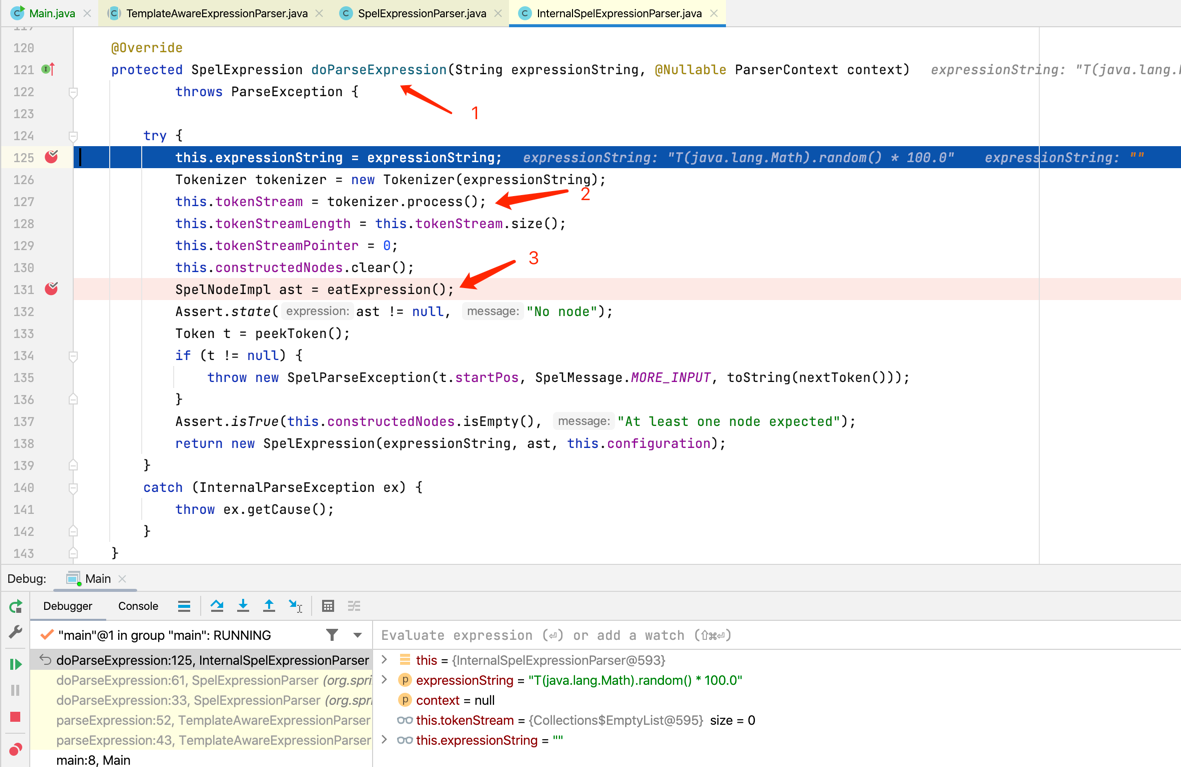 Main.java
TemplateAwareExpressionParser.java
SpelExpressionParser.java
InternalSpelExpressionParser.java
120 @Override
121 protected SpelExpression doParseExpression(String expressionString, @Nullable ParserContext context) expressionString: "T(java.lang.
122 throws ParseException {
123
124 try {
125 this.expressionString = expressionString; expressionString: "T(java.lang.Math).random() * 100.0" expressionString: ""
126 Tokenizer tokenizer = new Tokenizer(expressionString);
127 this.tokenStream = tokenizer.process();
128 this.tokenStreamLength = this.tokenStream.size();
129 this.tokenStreamPointer = 0;
130 this.constructedNodes.clear();
131 SpelNodeImpl ast = eatExpression();
132 Assert.state( expression: ast != null, message: "No node");
133 Token t = peekToken();
134 if (t != null) {
135 throw new SpelParseException(t.startPos, SpelMessage.MORE_INPUT, toString(nextToken()));
136 }
137 Assert.isTrue(this.constructedNodes.isEmpty(), message: "At least one node expected");
138 return new SpelExpression(expressionString, ast, this.configuration);
139 }
140 catch (InternalParseException ex) {
141 throw ex.getCause();
142 }
143 }
1
2
3
Debug: Main
Debugger Console
"main"@1 in group "main": RUNNING
doParseExpression:125, InternalSpelExpressionParser
doParseExpression:61, SpelExpressionParser (org.spri
doParseExpression:33, SpelExpressionParser (org.spri
parseExpression:52, TemplateAwareExpressionParser
parseExpression:43, TemplateAwareExpressionParser
main:8, Main
Evaluate expression (⏎) or add a watch (⇧⌘⏎)
this = {InternalSpelExpressionParser@593}
p expressionString = "T(java.lang.Math).random() * 100.0"
p context = null
this.tokenStream = {Collections$EmptyList@595} size = 0
this.expressionString = ""